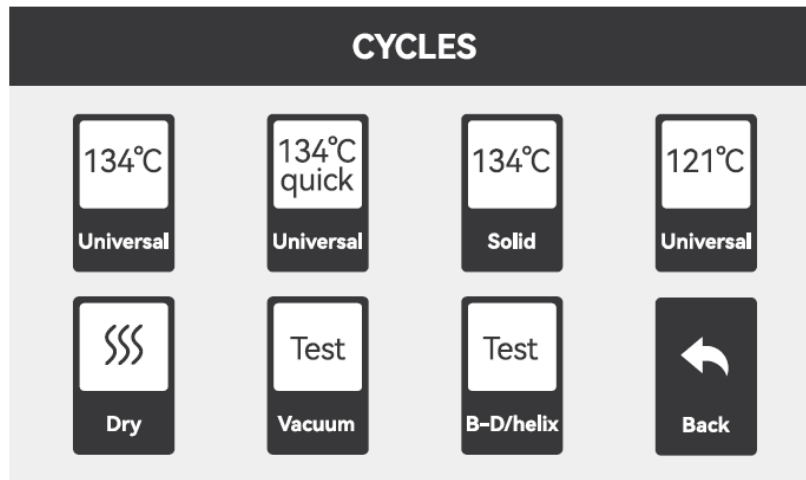 CYCLES
134°C
Universal
134°C
quick
Universal
134°C
Solid
121°C
Universal
Dry
Test
Vacuum
Test
B-D/helix
Back